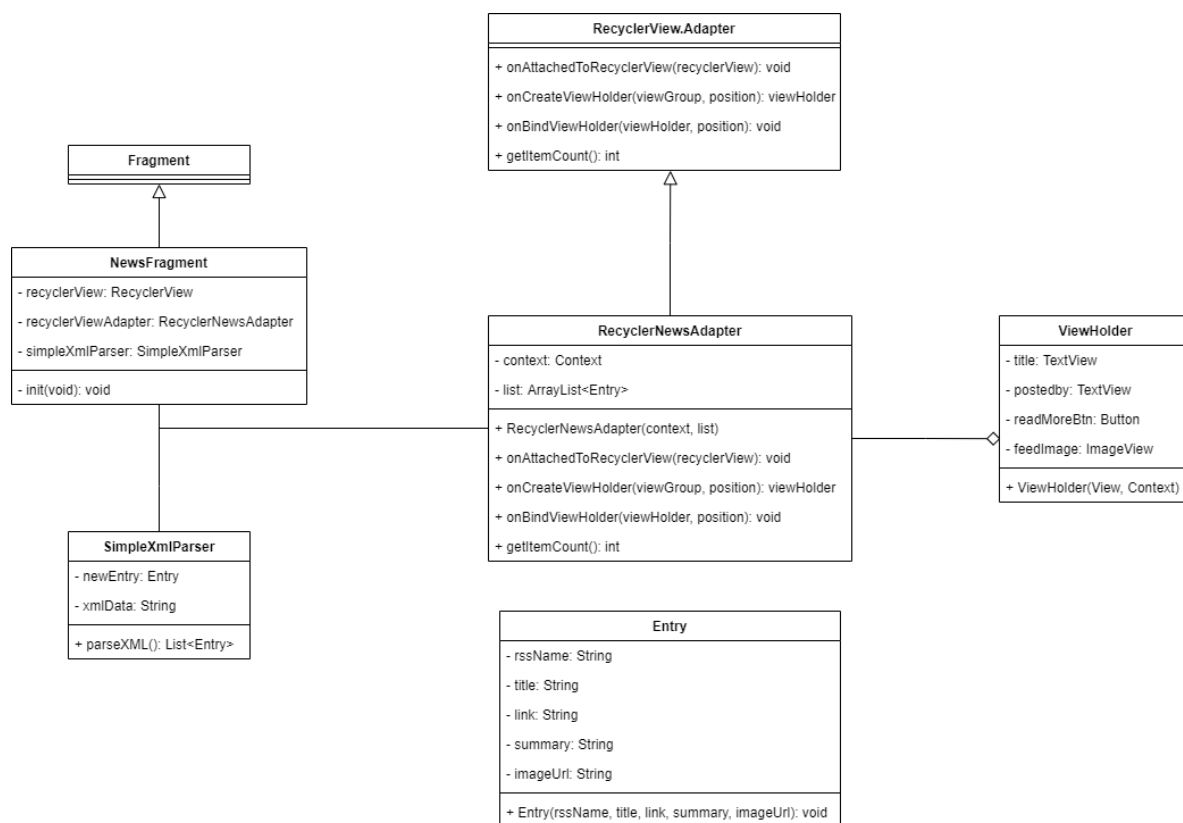 RecyclerView.Adapter
+ onAttachedToRecyclerView(recyclerView): void
+ onCreateViewHolder(viewGroup, position): viewHolder
+ onBindViewHolder(viewHolder, position): void
+ getItemCount(): int
Fragment
NewsFragment
- recyclerView: RecyclerView
- recyclerViewAdapter: RecyclerNewsAdapter
- simpleXmlParser: SimpleXmlParser
- init(void): void
RecyclerNewsAdapter
- context: Context
- list: ArrayList<Entry>
+ RecyclerNewsAdapter(context, list)
+ onAttachedToRecyclerView(recyclerView): void
+ onCreateViewHolder(viewGroup, position): viewHolder
+ onBindViewHolder(viewHolder, position): void
+ getItemCount(): int
ViewHolder
- title: TextView
- postedby: TextView
- readMoreBtn: Button
- feedImage: ImageView
+ ViewHolder(View, Context)
SimpleXmlParser
- newEntry: Entry
- xmlData: String
+ parseXML(): List<Entry>
Entry
- rssName: String
- title: String
- link: String
- summary: String
- imageUrl: String
+ Entry(rssName, title, link, summary, imageUrl): void